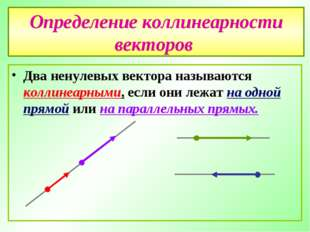 Определение коллинеарности
векторов
• Два ненулевых вектора называются
коллинеарными, если они лежат на одной
прямой или на параллельных прямых.